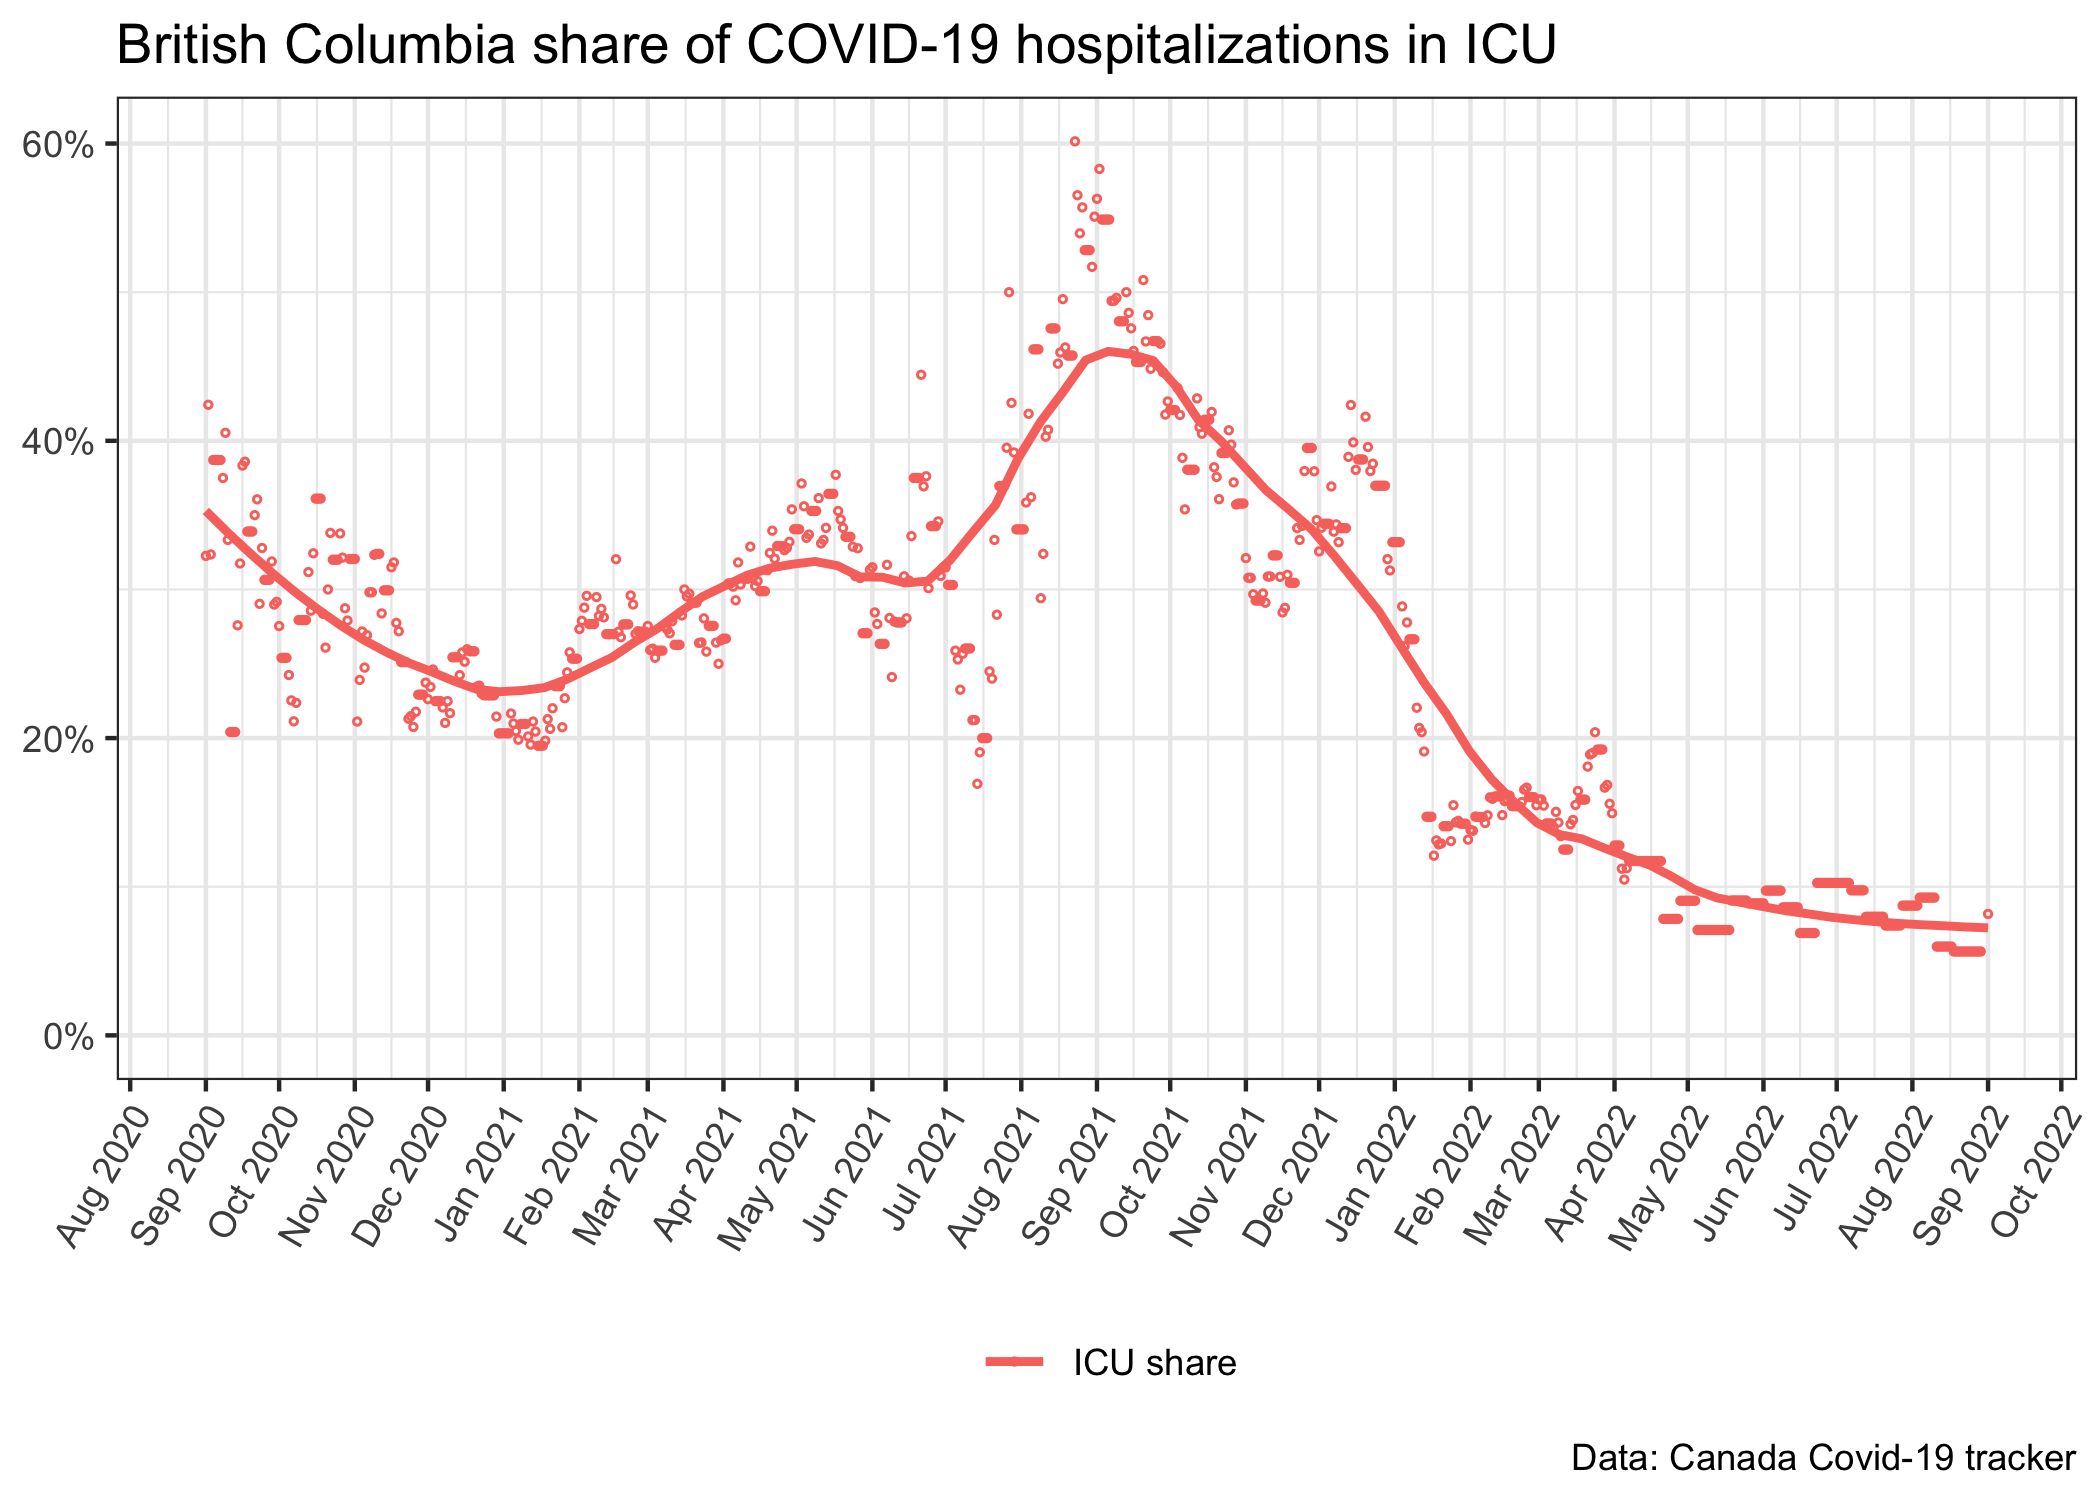 British Columbia share of COVID-19 hospitalizations in ICU
60%
40%
20%
0%
Aug 2020
Sep 2020
Oct 2020
Nov 2020
Dec 2020
Jan 2021
Feb 2021
Mar 2021
Apr 2021
May 2021
Jun 2021
Jul 2021
Aug 2021
Sep 2021
Oct 2021
Nov 2021
Dec 2021
Jan 2022
Feb 2022
Mar 2022
Apr 2022
May 2022
Jun 2022
Jul 2022
Aug 2022
Sep 2022
Oct 2022
ICU share
Data: Canada Covid-19 tracker